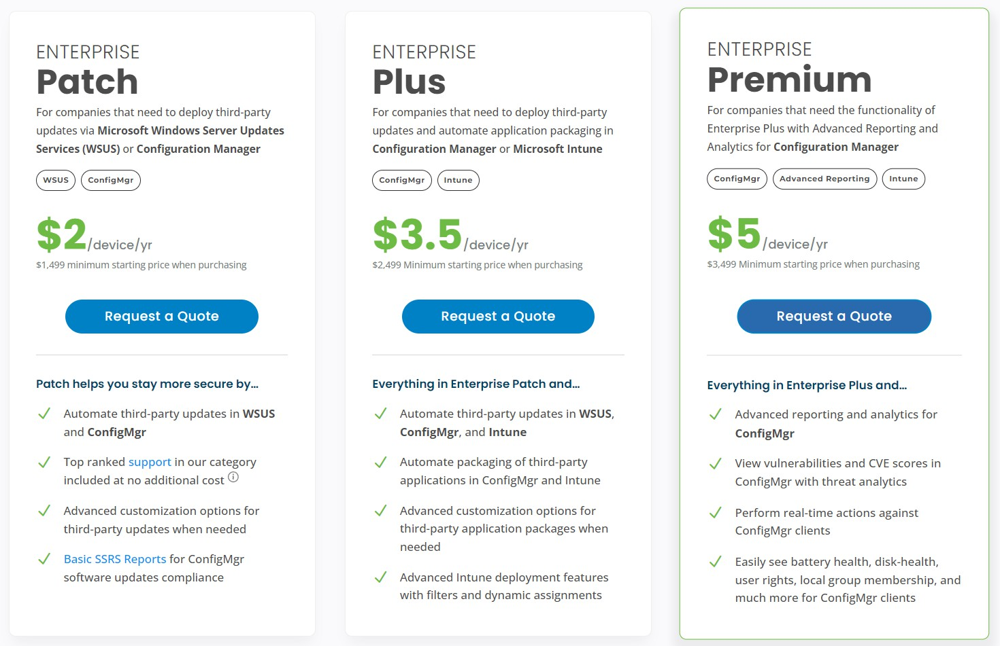 ENTERPRISE
Patch
For companies that need to deploy third-party
updates via Microsoft Windows Server Updates
Services (WSUS) or Configuration Manager
WSUS
ConfigMgr
$2/device/yr
$1,499 minimum starting price when purchasing
Request a Quote
Patch helps you stay more secure by...
Automate third-party updates in WSUS
and ConfigMgr
Top ranked support in our category
included at no additional cost
Advanced customization options for
third-party updates when needed
Basic SSRS Reports for ConfigMgr
software updates compliance
ENTERPRISE
Plus
For companies that need to deploy third-party
updates and automate application packaging in
Configuration Manager or Microsoft Intune
ConfigMgr
Intune
$3.5/device/yr
$2,499 Minimum starting price when purchasing
Request a Quote
Everything in Enterprise Patch and...
Automate third-party updates in WSUS,
ConfigMgr, and Intune
Automate packaging of third-party
applications in ConfigMgr and Intune
Advanced customization options for
third-party application packages when
needed
Advanced Intune deployment features
with filters and dynamic assignments
ENTERPRISE
Premium
For companies that need the functionality of
Enterprise Plus with Advanced Reporting and
Analytics for Configuration Manager
ConfigMgr
Advanced Reporting
Intune
$5/device/yr
$3,499 Minimum starting price when purchasing
Request a Quote
Everything in Enterprise Plus and...
Advanced reporting and analytics for
ConfigMgr
View vulnerabilities and CVE scores in
ConfigMgr with threat analytics
Perform real-time actions against
ConfigMgr clients
Easily see battery health, disk-health,
user rights, local group membership, and
much more for ConfigMgr clients